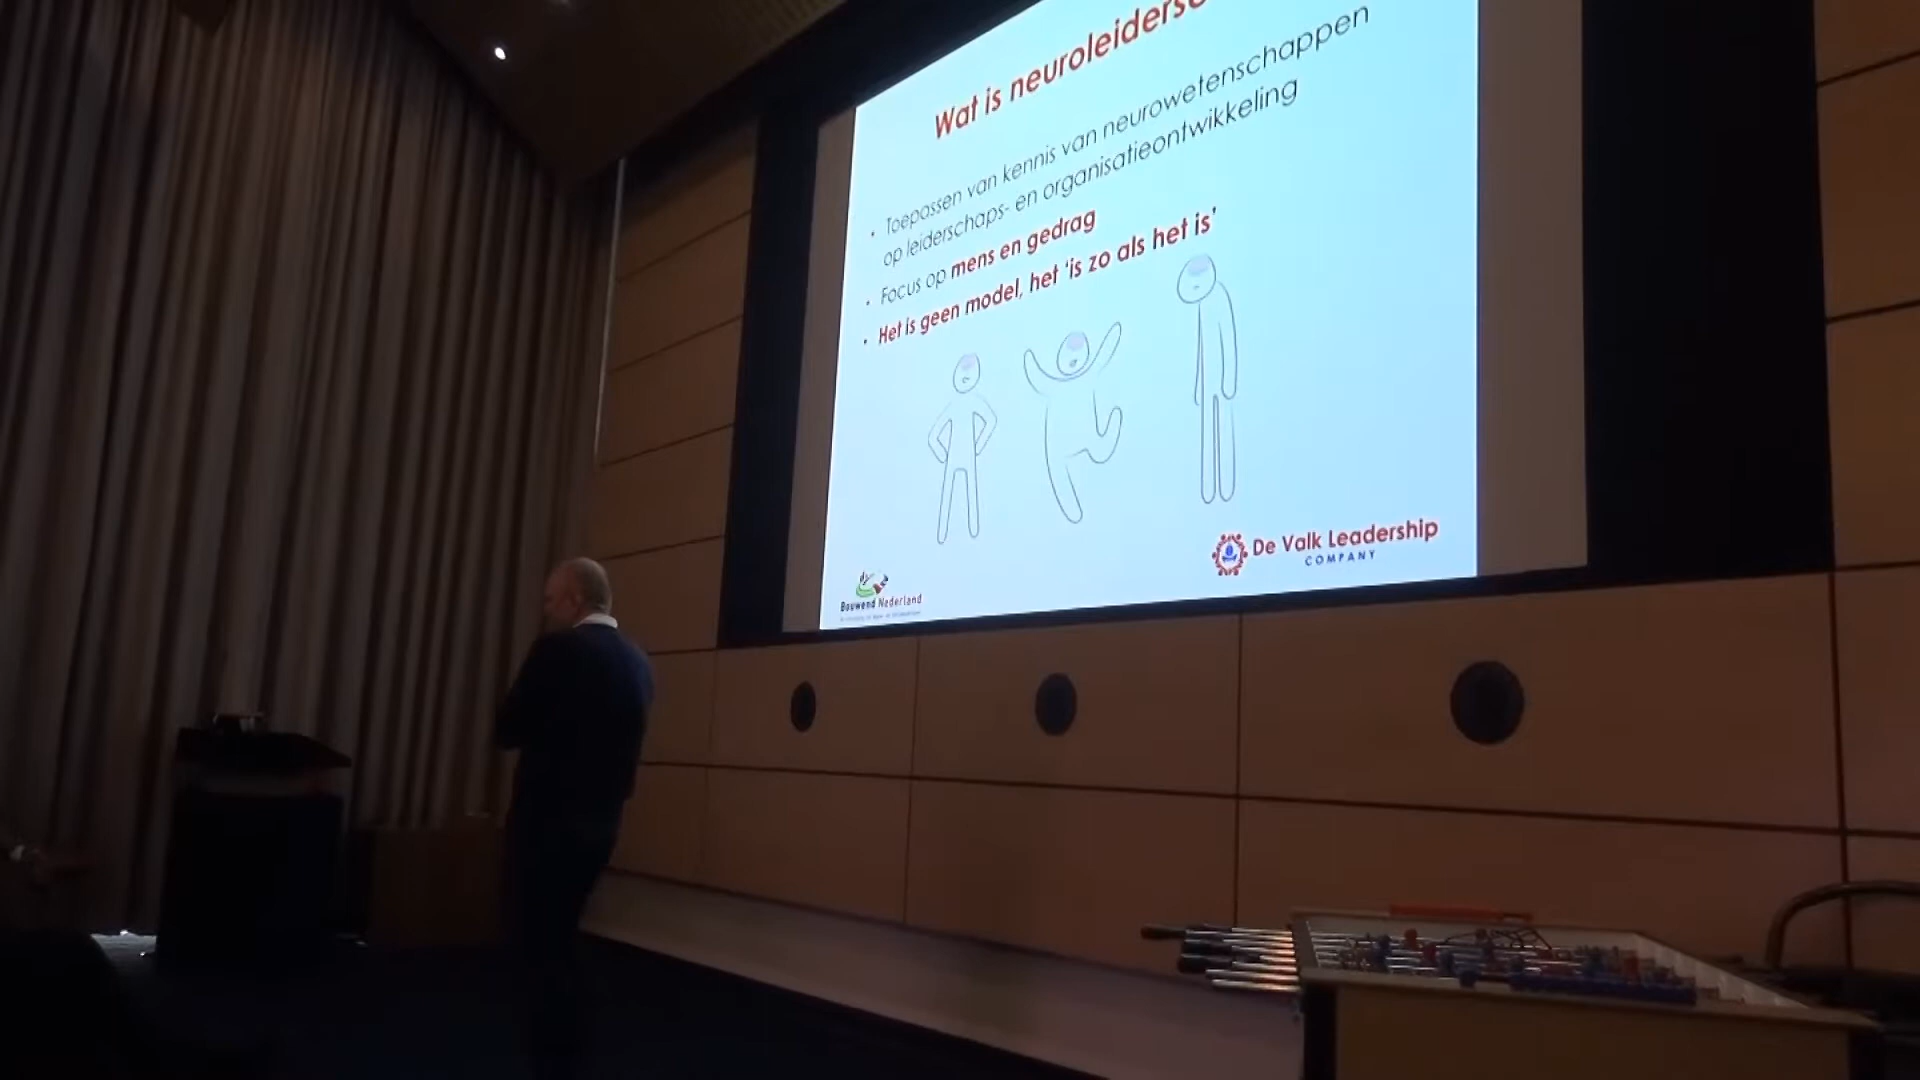 Wat is neuroleidersc
• Toepassen van kennis van neurowetenschappen
op leiderschaps- en organisatieontwikkeling
• Focus op mens en gedrag
• Het is geen model, het ‘is zo als het is’
De Valk Leadership
COMPANY
Bouwend Nederland